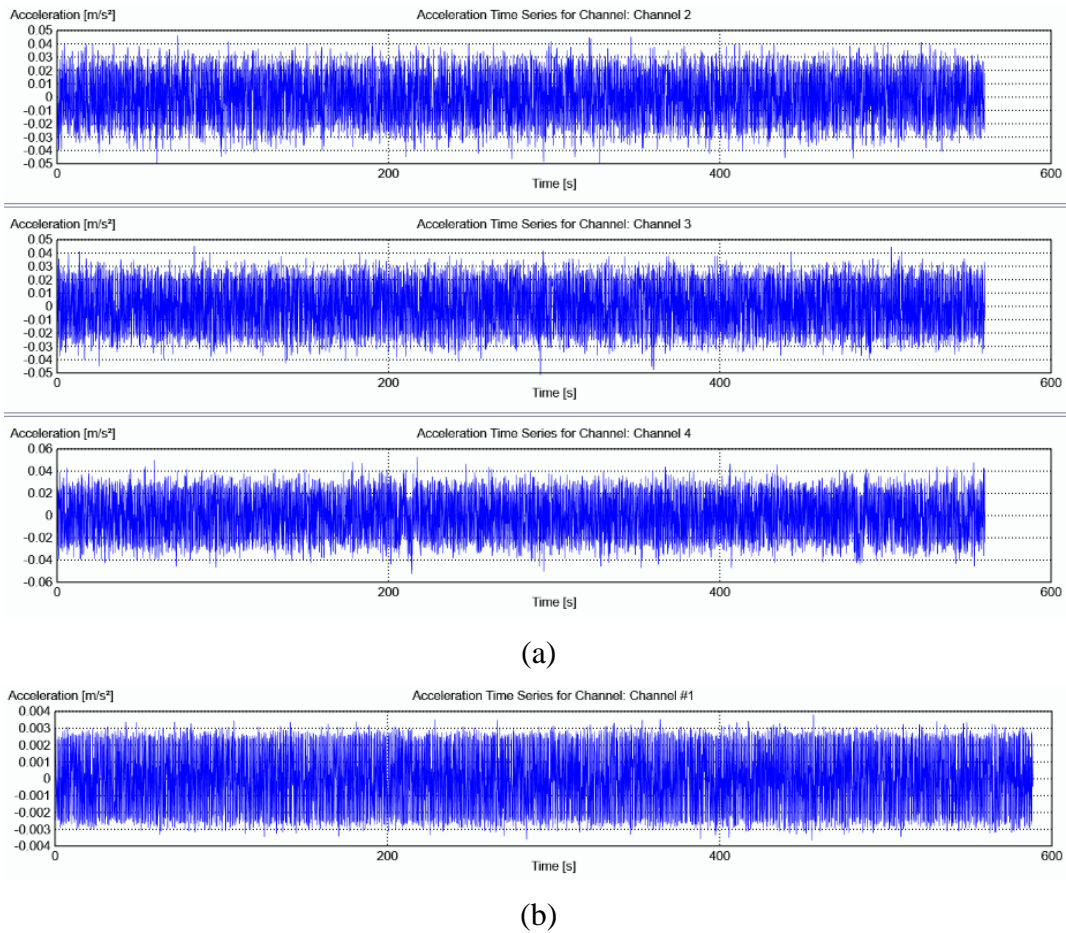 Acceleration [m/s²] Acceleration Time Series for Channel: Channel 2
0.05
0.04
0.03
0.02
0.01
0
-0.01
-0.02
-0.03
-0.04
-0.05
0 200 400 600
Time [s]
Acceleration [m/s²] Acceleration Time Series for Channel: Channel 3
0.05
0.04
0.03
0.02
0.01
0
-0.01
-0.02
-0.03
-0.04
-0.05
0 200 400 600
Time [s]
Acceleration [m/s²] Acceleration Time Series for Channel: Channel 4
0.06
0.04
0.02
0
-0.02
-0.04
-0.06
0 200 400 600
Time [s]
(a)
Acceleration [m/s²] Acceleration Time Series for Channel: Channel #1
0.004
0.003
0.002
0.001
0
-0.001
-0.002
-0.003
-0.004
0 200 400 600
Time [s]
(b)